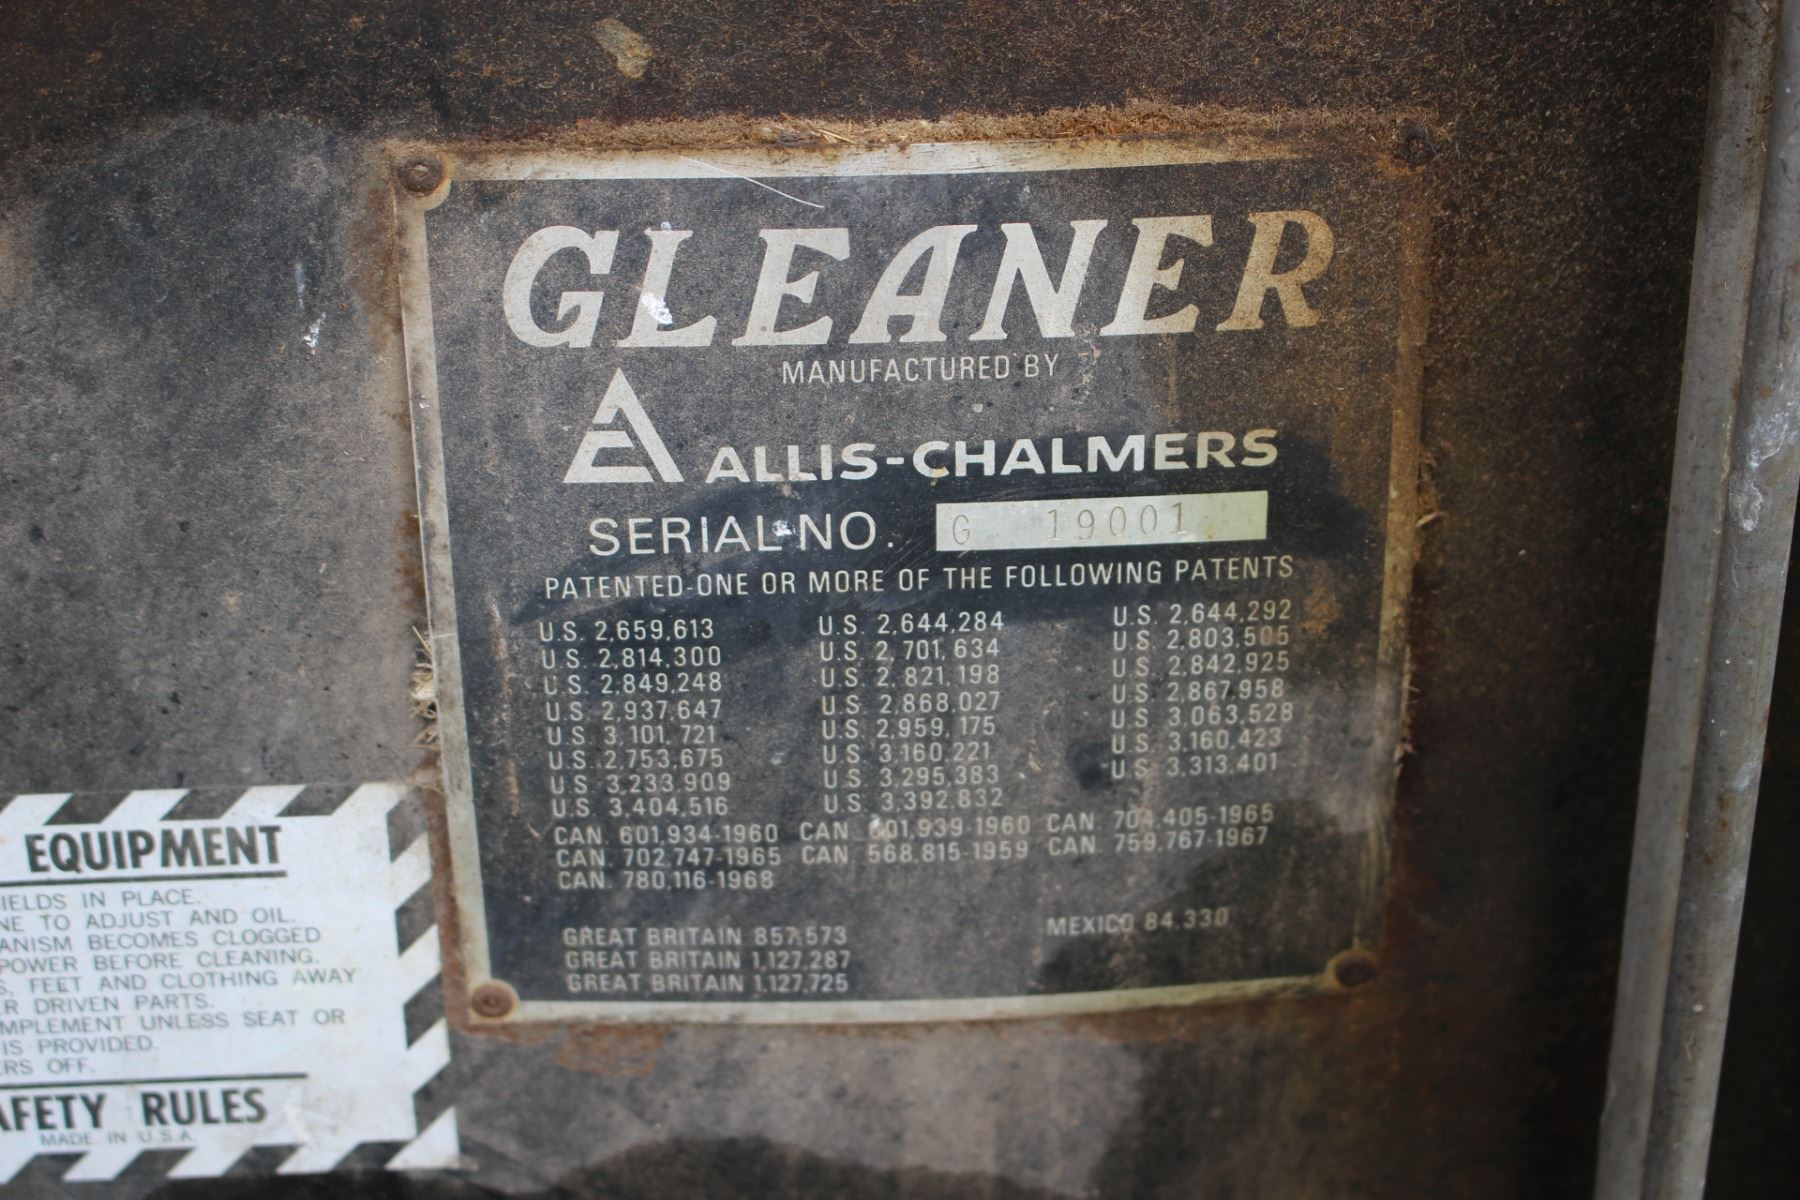 GLEANER
MANUFACTURED BY
ALLIS-CHALMERS
SERIAL NO. G 19001
PATENTED-ONE OR MORE OF THE FOLLOWING PATENTS
U.S. 2,659,613 U.S. 2,644,284 U.S. 2,644,292
U.S. 2,814,300 U.S. 2,701,634 U.S. 2,803,505
U.S. 2,849,248 U.S. 2,821,198 U.S. 2,842,925
U.S. 2,937,647 U.S. 2,868,027 U.S. 2,867,958
U.S. 3,101,721 U.S. 2,959,175 U.S. 3,063,528
U.S. 2,753,675 U.S. 3,160,221 U.S. 3,160,423
U.S. 3,233,909 U.S. 3,295,383 U.S. 3,313,401
U.S. 3,404,516 U.S. 3,392,832
CAN. 601,934-1960 CAN. 601,939-1960 CAN. 704,405-1965
CAN. 702,747-1965 CAN. 568,815-1959 CAN. 759,767-1967
CAN. 780,116-1968
GREAT BRITAIN 857,573 MEXICO 84,330
GREAT BRITAIN 1,127,287
GREAT BRITAIN 1,127,725
EQUIPMENT
IELDS IN PLACE.
NE TO ADJUST AND OIL.
ANISM BECOMES CLOGGED
POWER BEFORE CLEANING.
S, FEET AND CLOTHING AWAY
ER DRIVEN PARTS.
MPLEMENT UNLESS SEAT OR
IS PROVIDED.
ERS OFF.
AFETY RULES
MADE IN U.S.A.